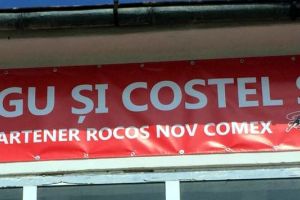 GU ȘI COSTEL
ARTENER ROCOS NOV COMEX